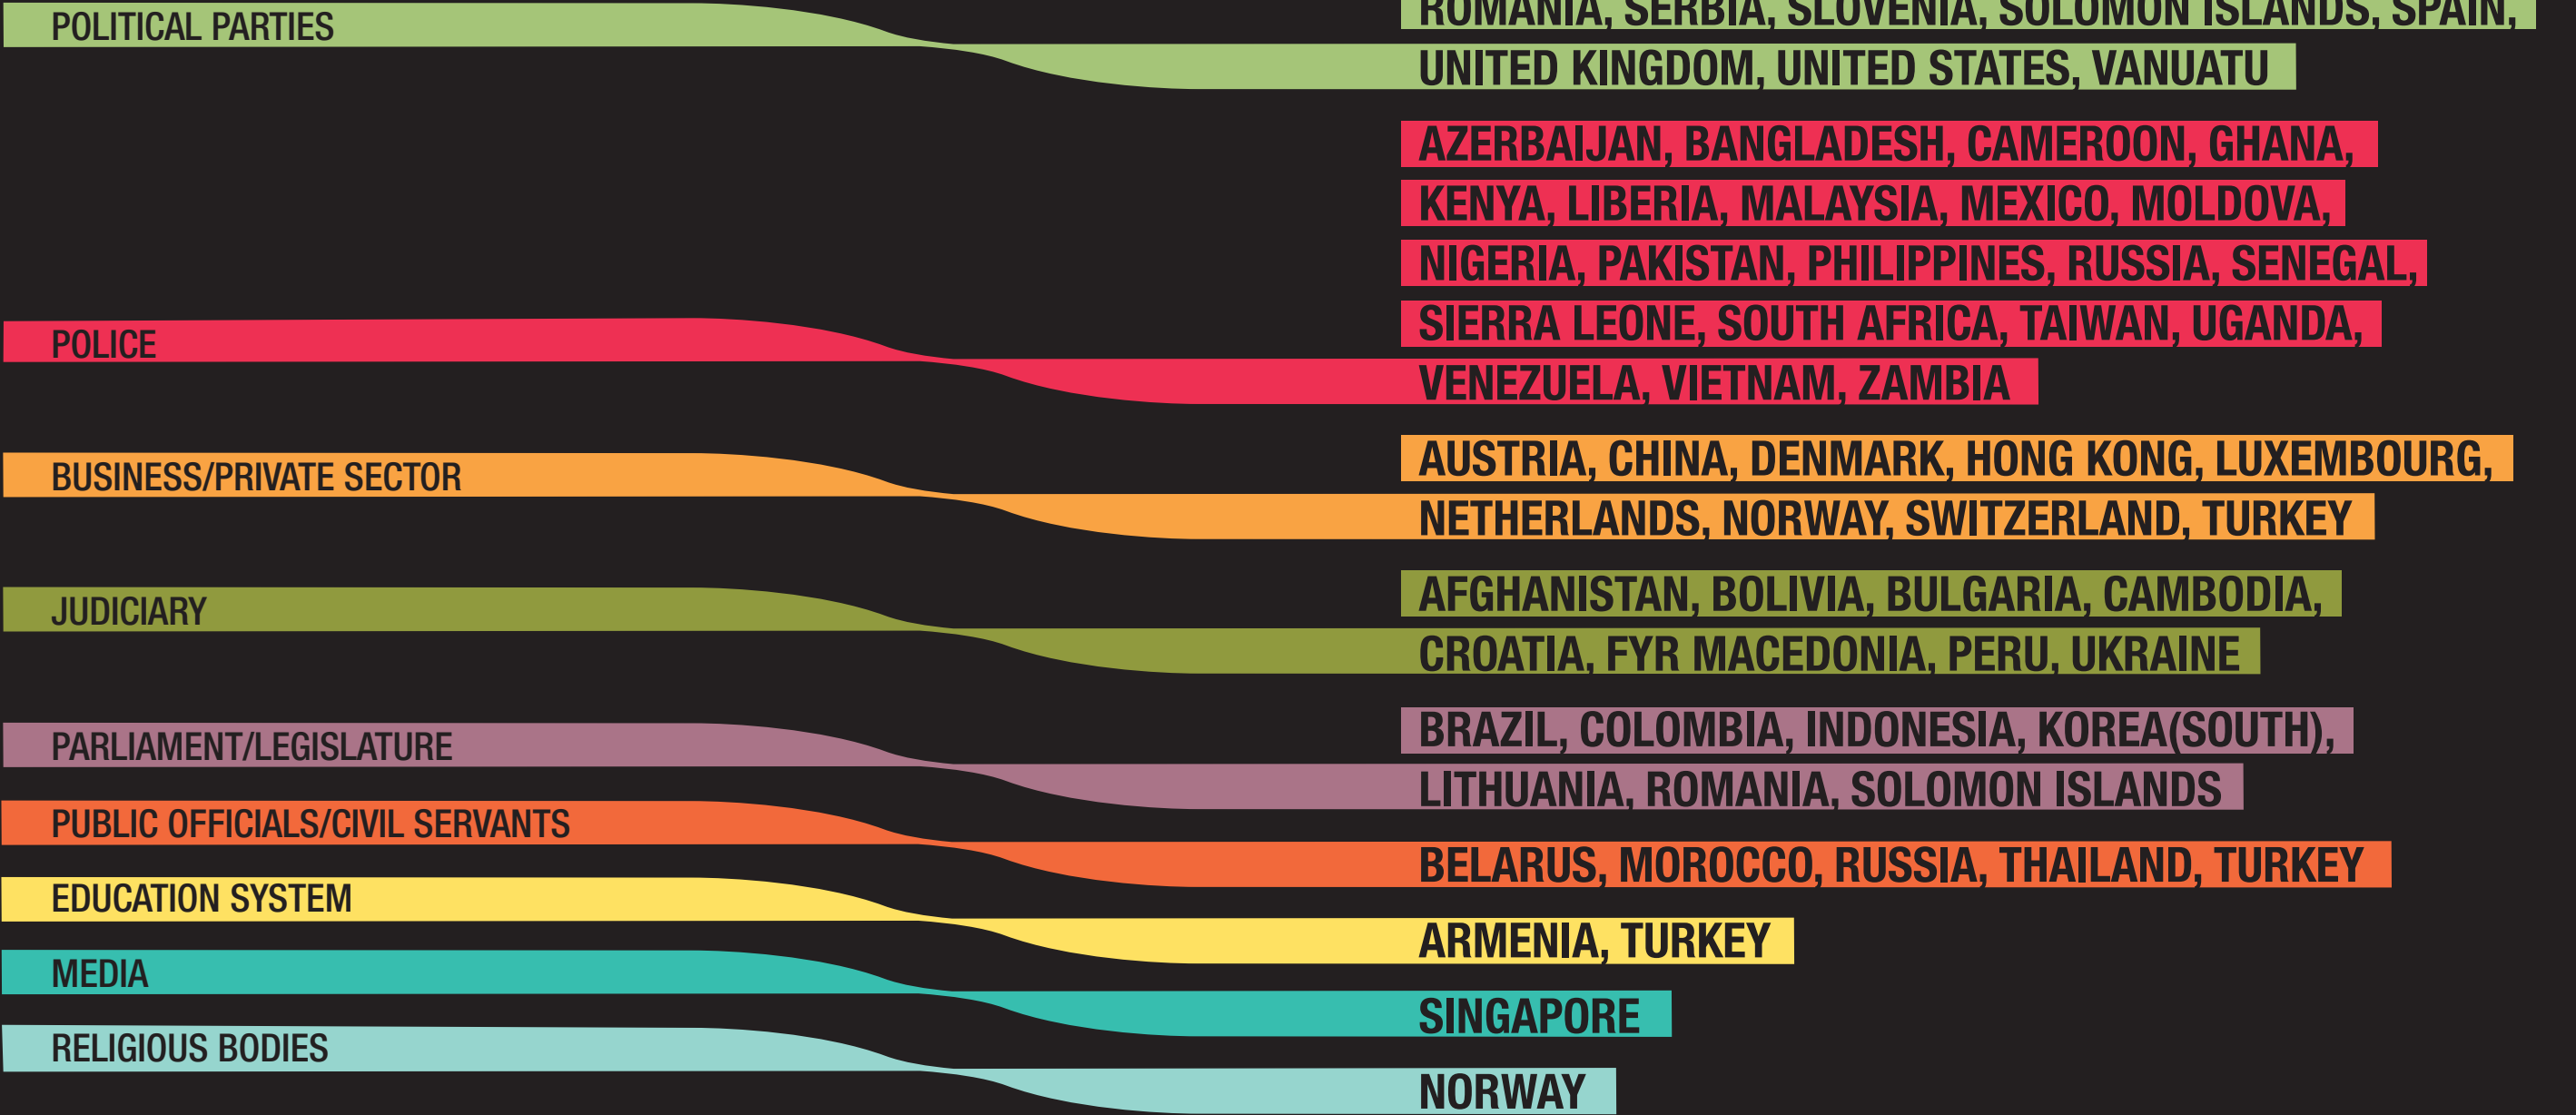 ROMANIA, SERBIA, SLOVENIA, SOLOMON ISLANDS, SPAIN,
POLITICAL PARTIES
UNITED KINGDOM, UNITED STATES, VANUATU
AZERBAIJAN, BANGLADESH, CAMEROON, GHANA,
KENYA, LIBERIA, MALAYSIA, MEXICO, MOLDOVA,
NIGERIA, PAKISTAN, PHILIPPINES, RUSSIA, SENEGAL,
SIERRA LEONE, SOUTH AFRICA, TAIWAN, UGANDA,
POLICE
VENEZUELA, VIETNAM, ZAMBIA
AUSTRIA, CHINA, DENMARK, HONG KONG, LUXEMBOURG,
BUSINESS/PRIVATE SECTOR
NETHERLANDS, NORWAY, SWITZERLAND, TURKEY
AFGHANISTAN, BOLIVIA, BULGARIA, CAMBODIA,
JUDICIARY
CROATIA, FYR MACEDONIA, PERU, UKRAINE
BRAZIL, COLOMBIA, INDONESIA, KOREA(SOUTH),
PARLIAMENT/LEGISLATURE
LITHUANIA, ROMANIA, SOLOMON ISLANDS
PUBLIC OFFICIALS/CIVIL SERVANTS
BELARUS, MOROCCO, RUSSIA, THAILAND, TURKEY
EDUCATION SYSTEM
ARMENIA, TURKEY
MEDIA
SINGAPORE
RELIGIOUS BODIES
NORWAY